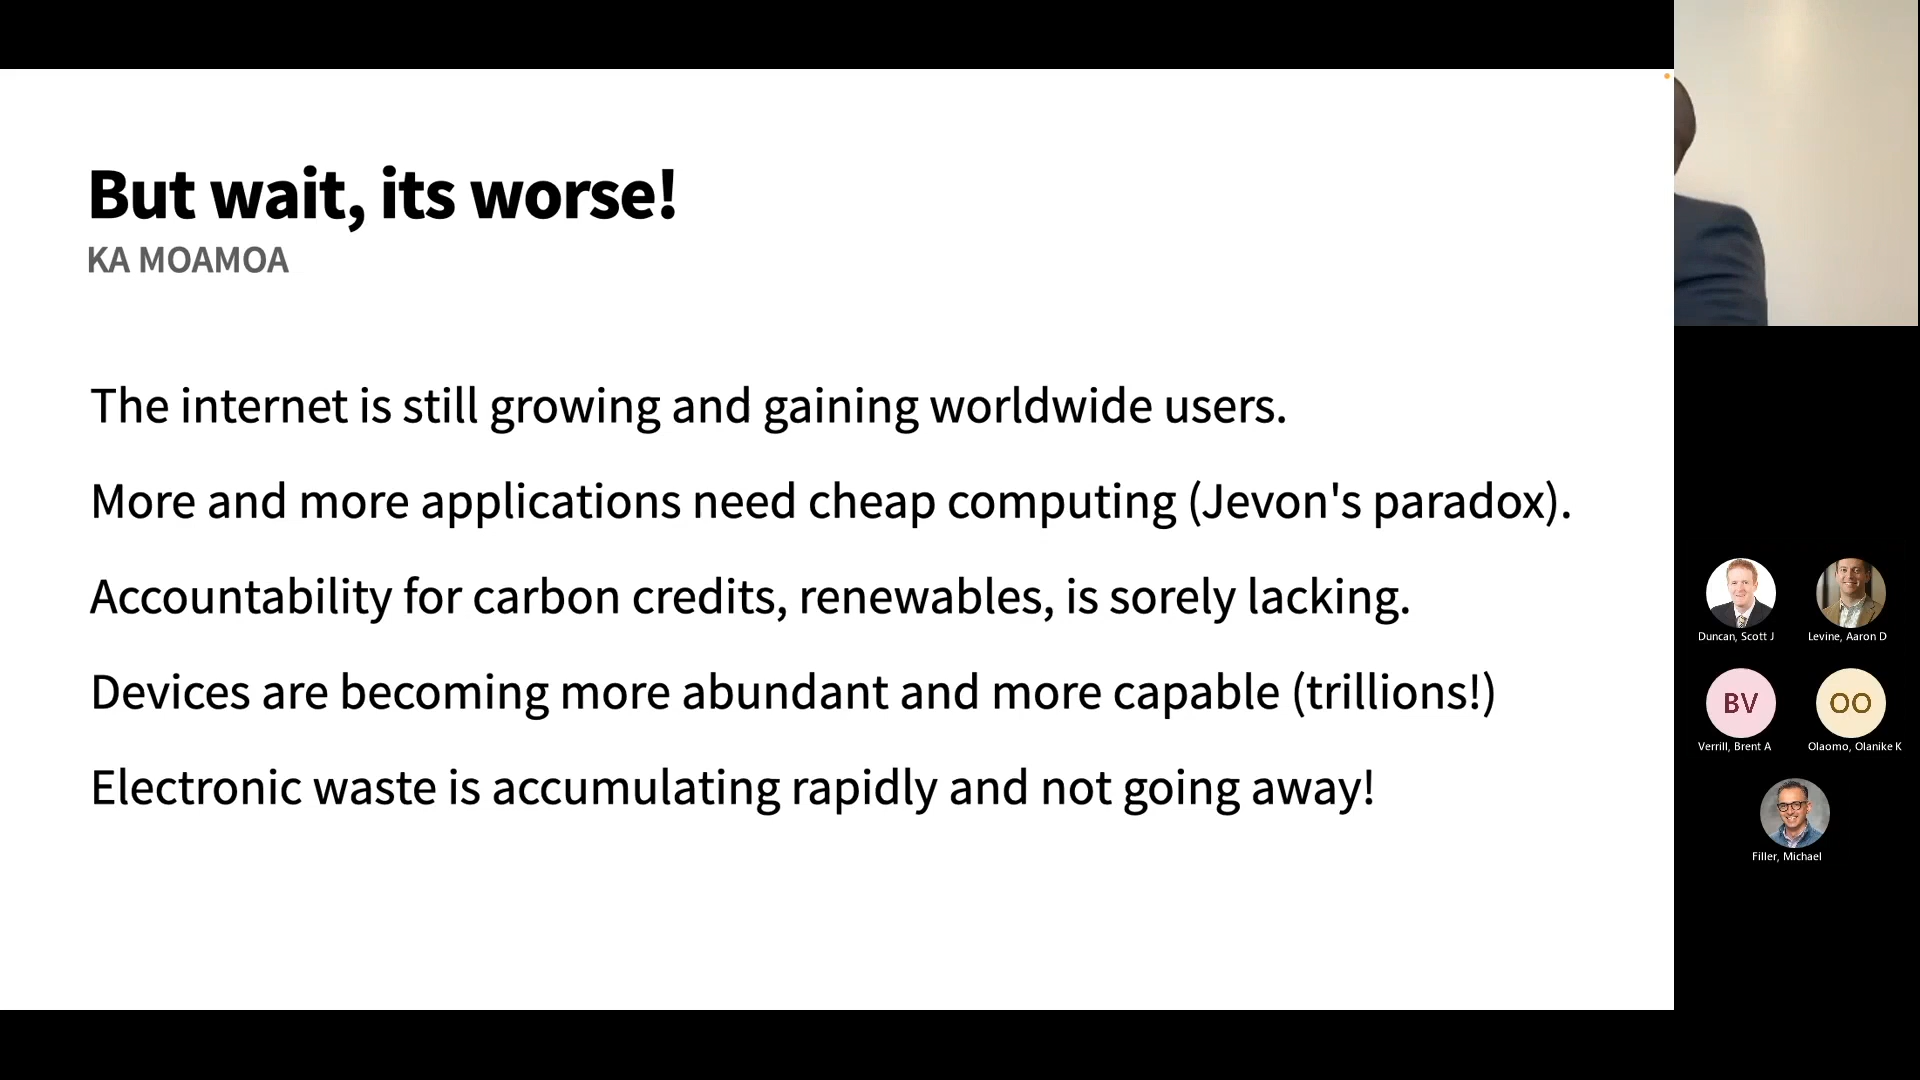 But wait, its worse!
KA MOAMOA
The internet is still growing and gaining worldwide users.
More and more applications need cheap computing (Jevon's paradox).
Accountability for carbon credits, renewables, is sorely lacking.
Devices are becoming more abundant and more capable (trillions!)
Electronic waste is accumulating rapidly and not going away!
Duncan, Scott J
Levine, Aaron D
BV
OO
Verrill, Brent A
Olaomo, Olanike K
Filler, Michael